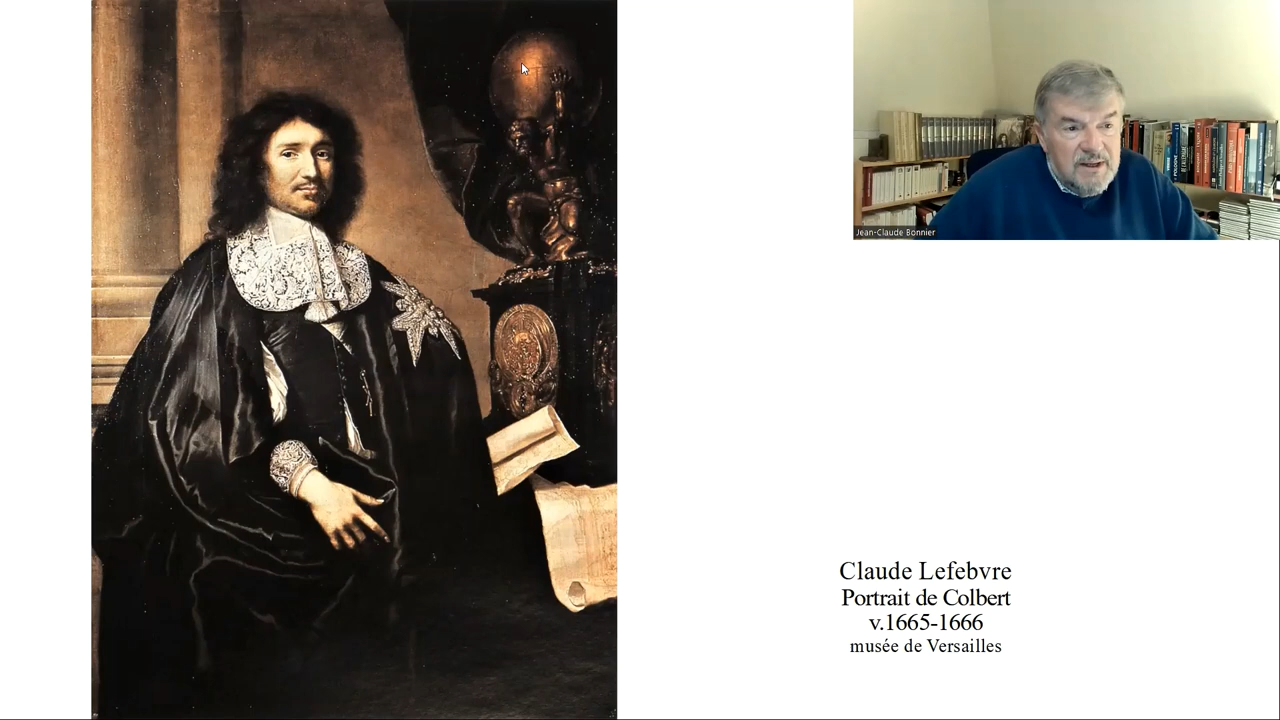 Jean-Claude Bonnier
Claude Lefebvre
Portrait de Colbert
v.1665-1666
musée de Versailles